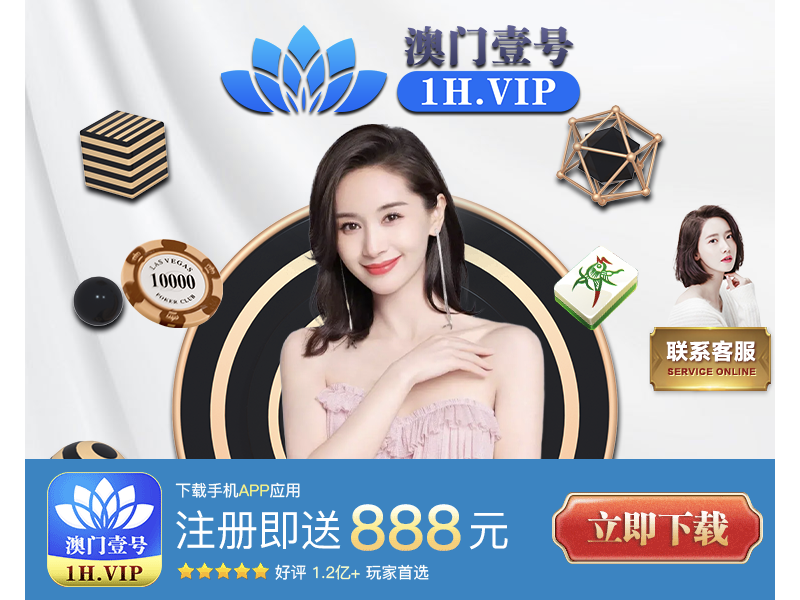 澳门壹号
1H.VIP
LAS VEGAS
10000
POKER CLUB
联系客服
SERVICE ONLINE
下载手机APP应用
注册即送888元
好评 1.2亿+ 玩家首选
澳门壹号
1H.VIP
立即下载